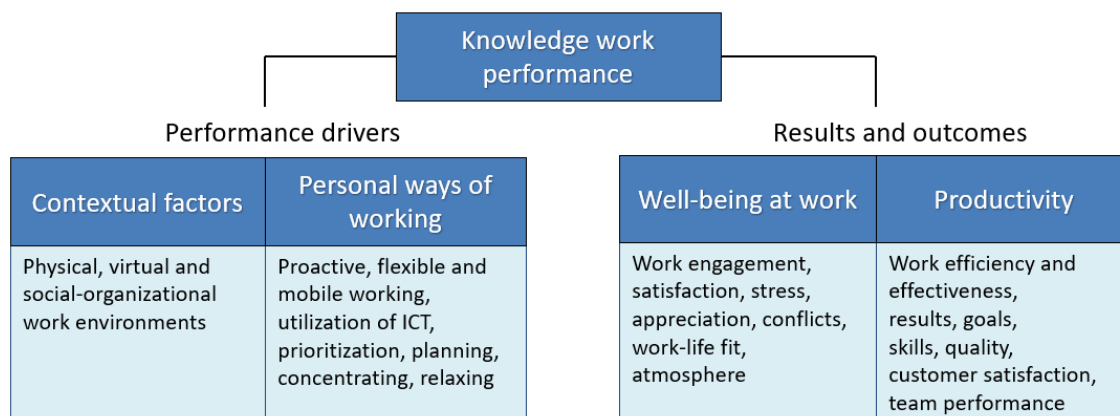 Knowledge work
performance
Performance drivers
Results and outcomes
Contextual factors
Personal ways of
working
Well-being at work
Productivity
Physical, virtual and
social-organizational
work environments
Proactive, flexible and
mobile working,
utilization of ICT,
prioritization, planning,
concentrating, relaxing
Work engagement,
satisfaction, stress,
appreciation, conflicts,
work-life fit,
atmosphere
Work efficiency and
effectiveness,
results, goals,
skills, quality,
customer satisfaction,
team performance